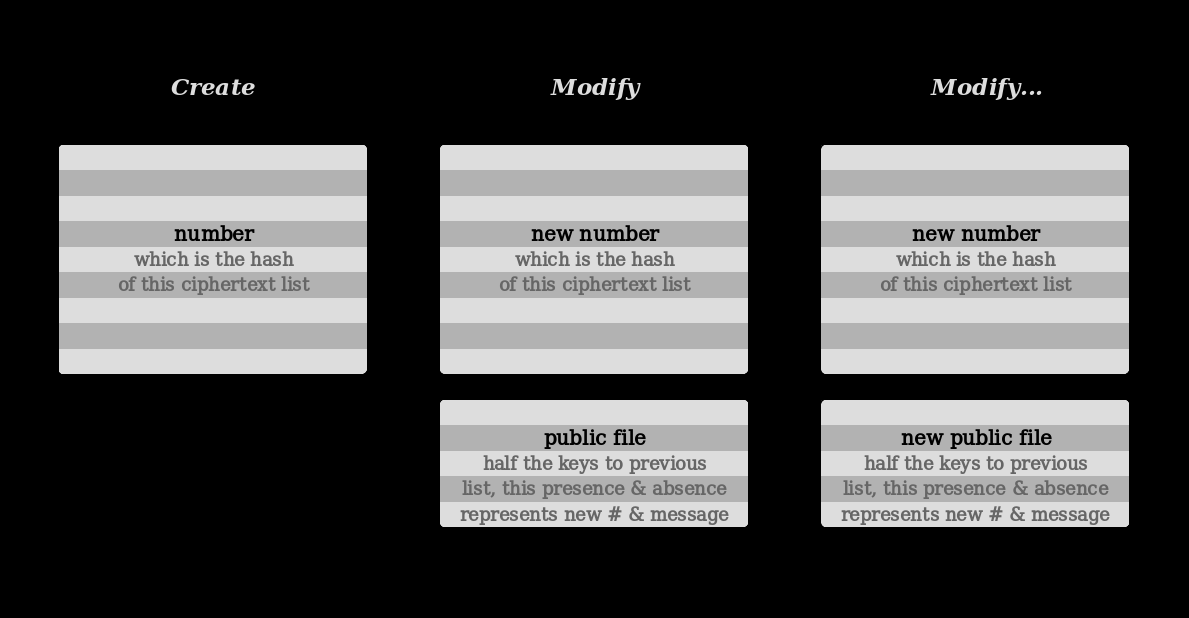 Create
Modify
Modify...
number
which is the hash
of this ciphertext list
new number
which is the hash
of this ciphertext list
new number
which is the hash
of this ciphertext list
public file
half the keys to previous
list, this presence & absence
represents new # & message
new public file
half the keys to previous
list, this presence & absence
represents new # & message